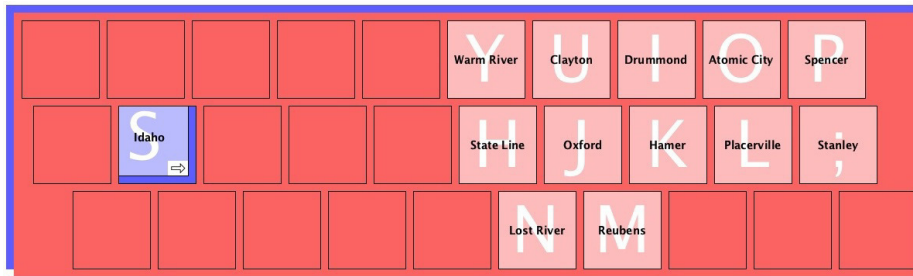 Y U I O P
Warm River Clayton Drummond Atomic City Spencer
S H J K L ;
Idaho State Line Oxford Hamer Placerville Stanley
N M
Lost River Reubens